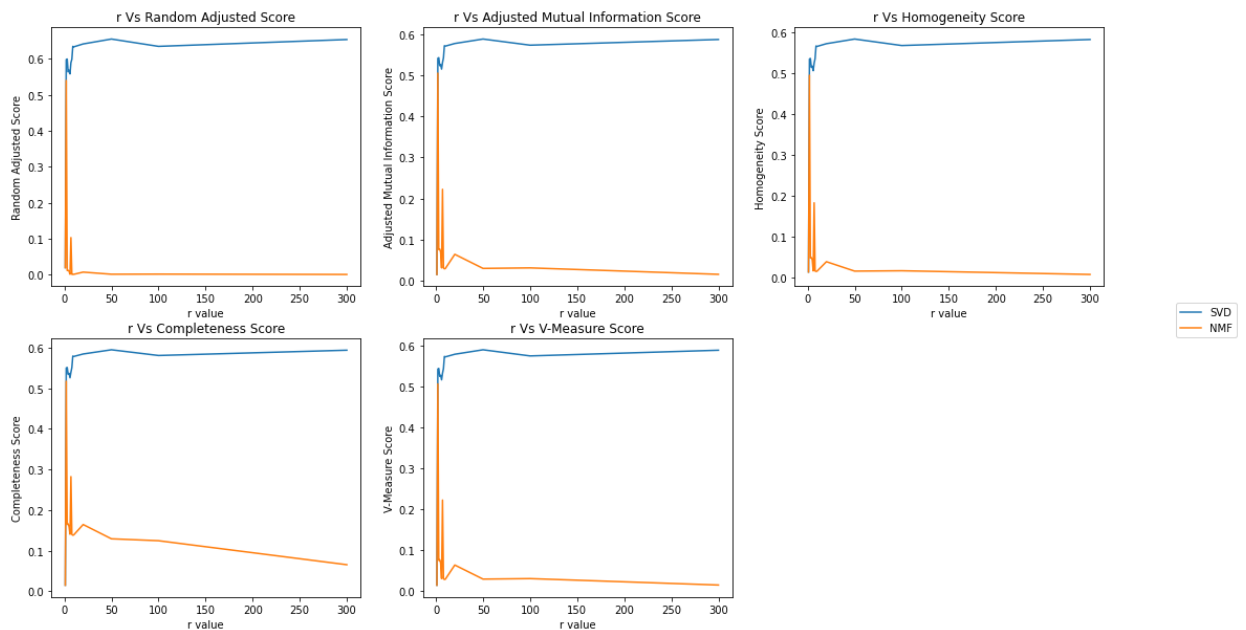 r Vs Random Adjusted Score
Random Adjusted Score
0.6
0.5
0.4
0.3
0.2
0.1
0.0
0 50 100 150 200 250 300
r value
r Vs Adjusted Mutual Information Score
Adjusted Mutual Information Score
0.6
0.5
0.4
0.3
0.2
0.1
0.0
0 50 100 150 200 250 300
r value
r Vs Homogeneity Score
Homogeneity Score
0.6
0.5
0.4
0.3
0.2
0.1
0.0
0 50 100 150 200 250 300
r value
SVD
NMF
r Vs Completeness Score
Completeness Score
0.6
0.5
0.4
0.3
0.2
0.1
0.0
0 50 100 150 200 250 300
r value
r Vs V-Measure Score
V-Measure Score
0.6
0.5
0.4
0.3
0.2
0.1
0.0
0 50 100 150 200 250 300
r value